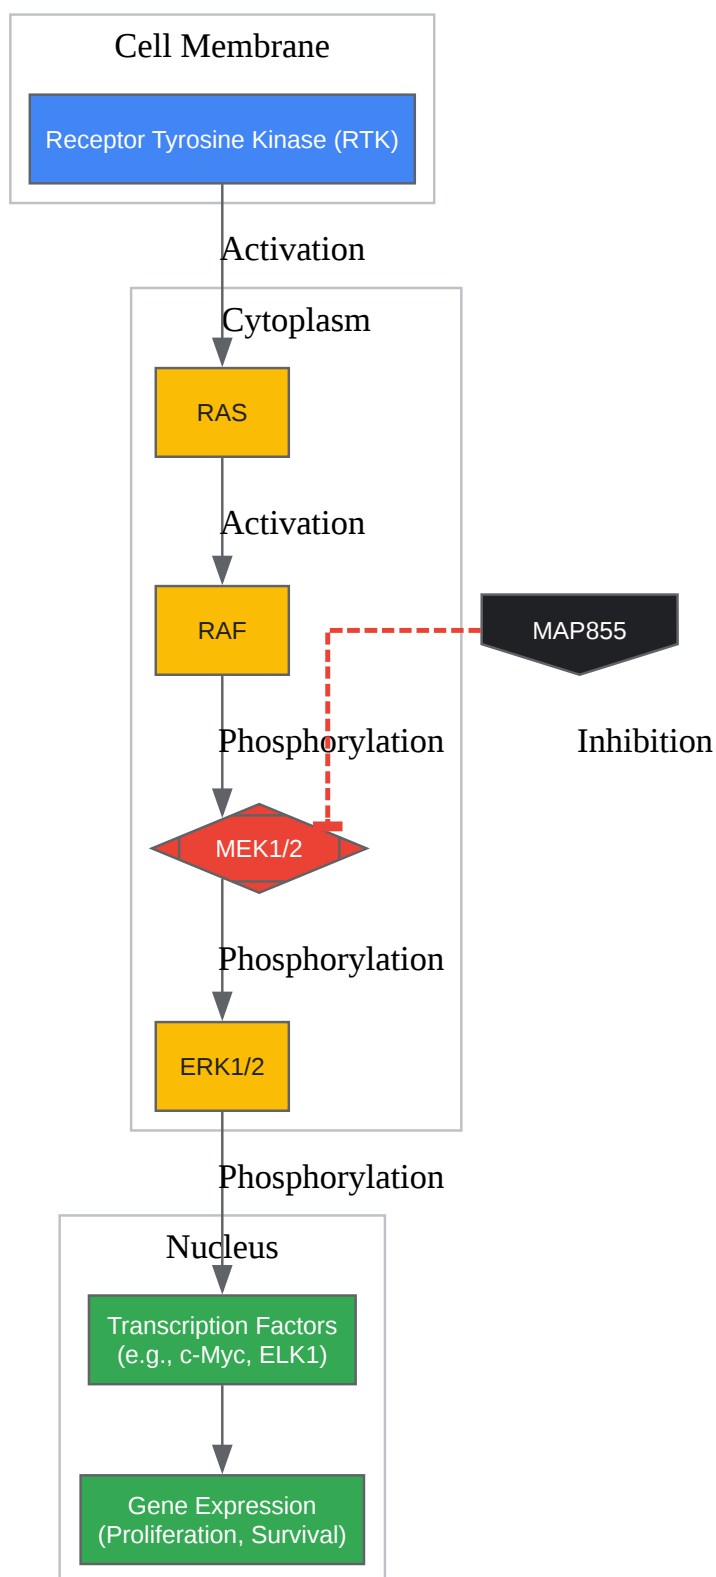 Cell Membrane
Receptor Tyrosine Kinase (RTK)
Activation
Cytoplasm
RAS
Activation
RAF
MAP855
Phosphorylation
Inhibition
MEK1/2
Phosphorylation
ERK1/2
Phosphorylation
Nucleus
Transcription Factors
(e.g., c-Myc, ELK1)
Gene Expression
(Proliferation, Survival)